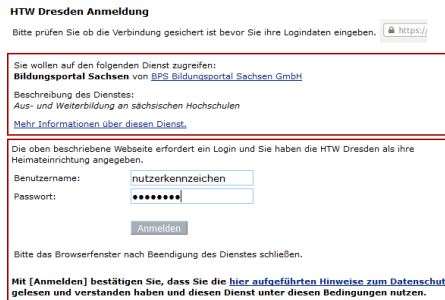 HTW Dresden Anmeldung
Bitte prüfen Sie ob die Verbindung gesichert ist bevor Sie ihre Logindaten eingeben. https:/
Sie wollen auf den folgenden Dienst zugreifen:
Bildungsportal Sachsen von BPS Bildungsportal Sachsen GmbH
Beschreibung des Dienstes:
Aus- und Weiterbildung an sächsischen Hochschulen
Mehr Informationen über diesen Dienst.
Die oben beschriebene Webseite erfordert ein Login und Sie haben die HTW Dresden als ihre
Heimateinrichtung angegeben.
Benutzername: nutzerkennzeichen
Passwort: ●●●●●●●●
Anmelden
Bitte das Browserfenster nach Beendigung des Dienstes schließen.
Mit [Anmelden] bestätigen Sie, dass Sie die hier aufgeführten Hinweise zum Datenschut
gelesen und verstanden haben und diesen Dienst unter diesen Bedingungen nutzen.